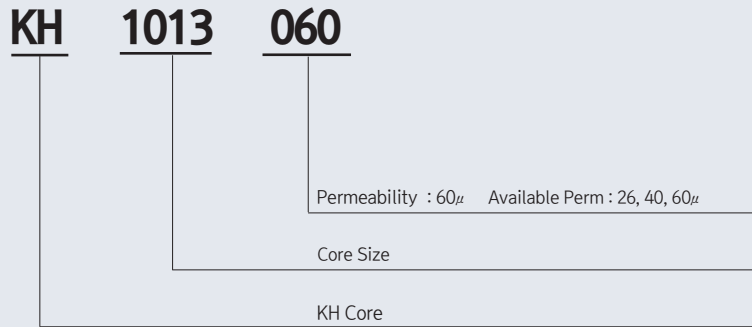 KH 1013 060
Permeability : 60μ Available Perm : 26, 40, 60μ
Core Size
KH Core